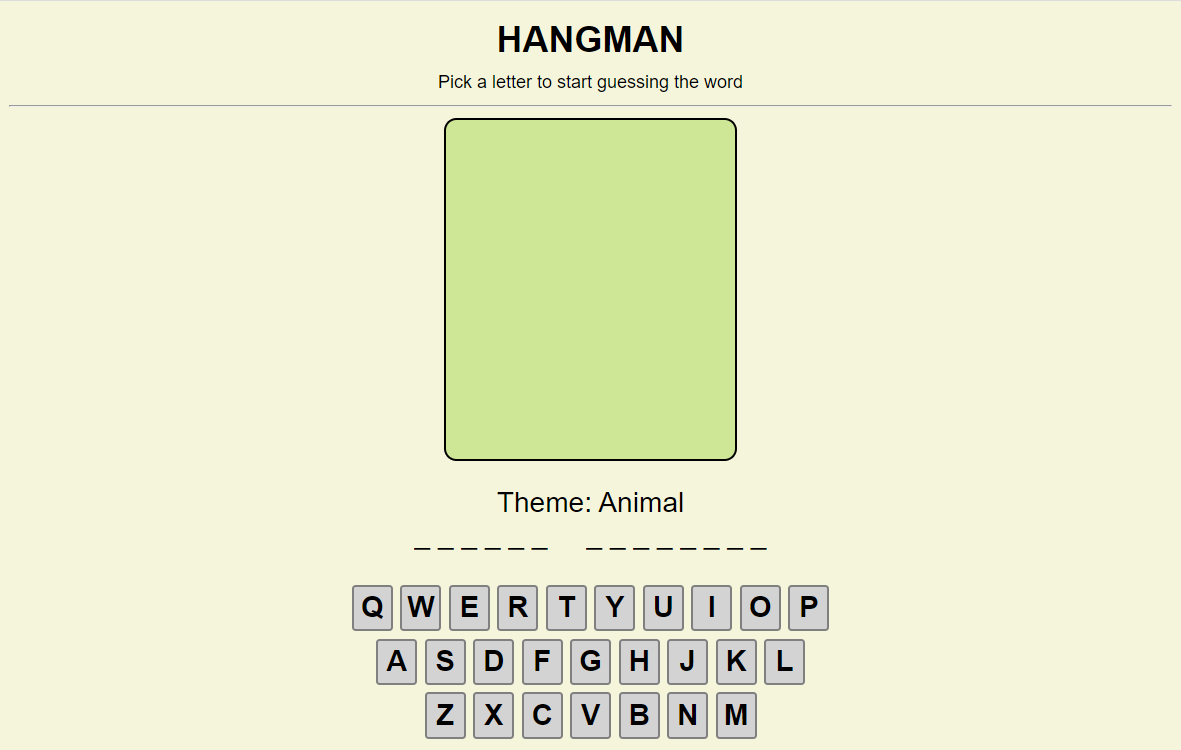 HANGMAN
Pick a letter to start guessing the word
Theme: Animal
_ _ _ _ _ _   _ _ _ _ _ _ _ _
Q W E R T Y U I O P
A S D F G H J K L
Z X C V B N M